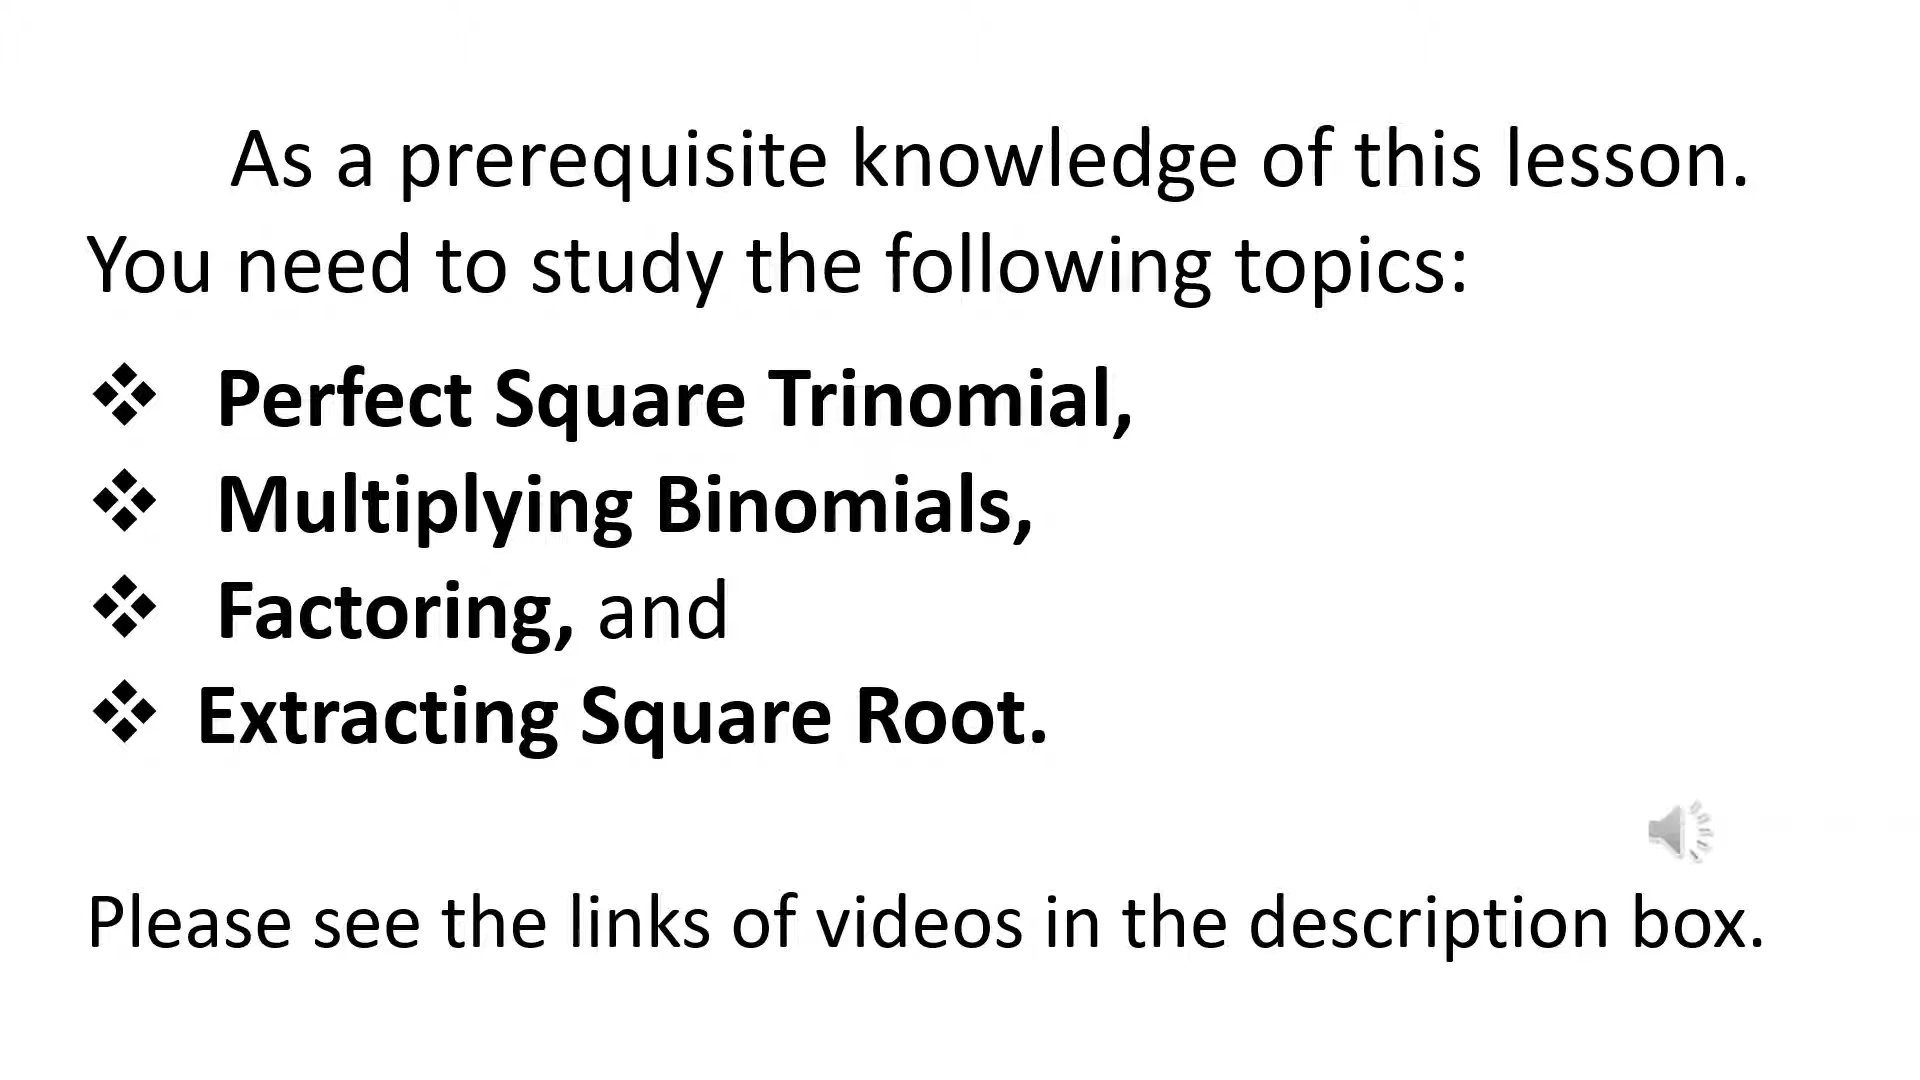 As a prerequisite knowledge of this lesson.
You need to study the following topics:
❖ Perfect Square Trinomial,
❖ Multiplying Binomials,
❖ Factoring, and
❖ Extracting Square Root.
Please see the links of videos in the description box.